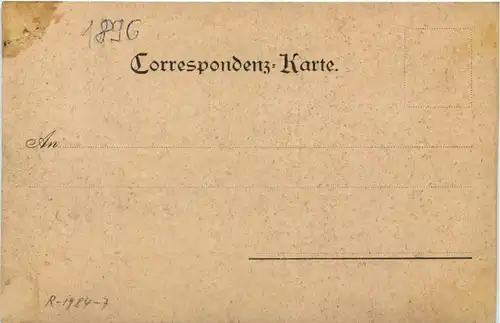 1896
Correspondenz-Karte.
An
R-1984-7